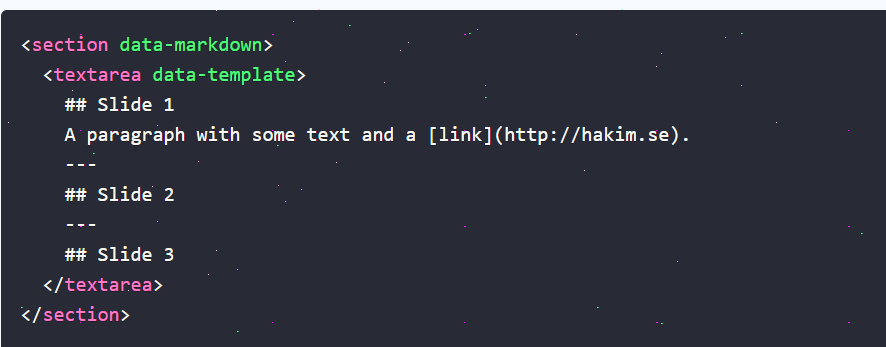 <section data-markdown>
  <textarea data-template>
    ## Slide 1
    A paragraph with some text and a [link](http://hakim.se).
    ---
    ## Slide 2
    ---
    ## Slide 3
  </textarea>
</section>